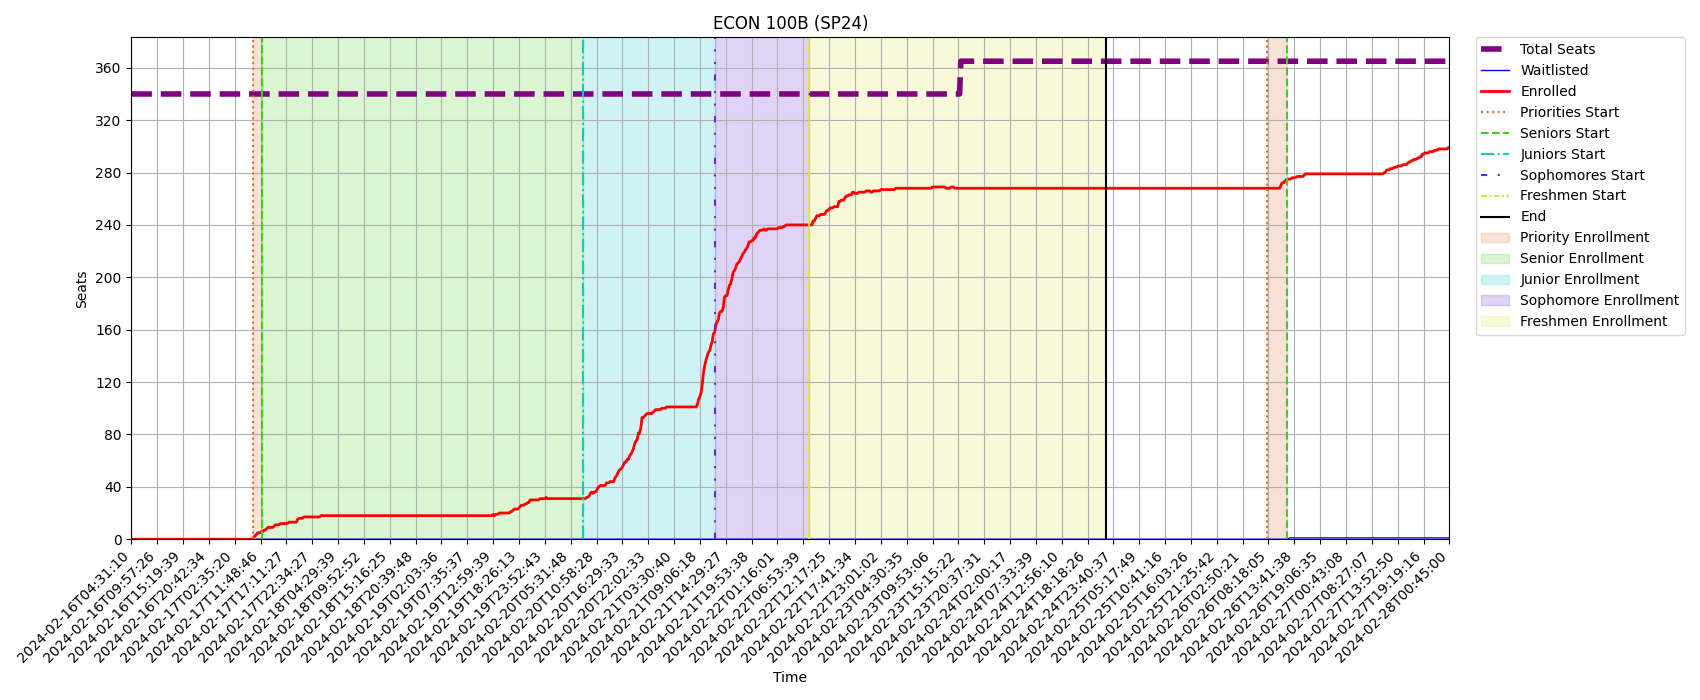 ECON 100B (SP24)
Seats
360
320
280
240
200
160
120
80
40
0
2024-02-16T04:31:10
2024-02-16T09:57:26
2024-02-16T15:19:39
2024-02-16T20:42:34
2024-02-17T02:35:20
2024-02-17T11:48:46
2024-02-17T17:11:27
2024-02-17T22:34:27
2024-02-18T04:29:39
2024-02-18T09:52:52
2024-02-18T15:16:25
2024-02-18T20:39:48
2024-02-19T02:03:36
2024-02-19T07:35:37
2024-02-19T12:59:39
2024-02-19T18:26:13
2024-02-19T23:52:43
2024-02-20T05:31:48
2024-02-20T10:58:28
2024-02-20T16:29:33
2024-02-20T22:02:33
2024-02-21T03:30:40
2024-02-21T09:06:18
2024-02-21T14:29:27
2024-02-21T19:53:38
2024-02-22T01:16:01
2024-02-22T06:53:39
2024-02-22T12:17:25
2024-02-22T17:41:34
2024-02-22T23:01:02
2024-02-23T04:30:35
2024-02-23T09:53:06
2024-02-23T15:15:22
2024-02-23T20:37:31
2024-02-24T02:00:17
2024-02-24T07:33:39
2024-02-24T12:56:10
2024-02-24T18:18:26
2024-02-24T23:40:37
2024-02-25T05:17:49
2024-02-25T10:41:16
2024-02-25T16:03:26
2024-02-25T21:25:42
2024-02-26T02:50:21
2024-02-26T08:18:05
2024-02-26T13:41:38
2024-02-26T19:06:35
2024-02-27T00:43:08
2024-02-27T08:27:07
2024-02-27T13:52:50
2024-02-27T19:19:16
2024-02-28T00:45:00
Time
Total Seats
Waitlisted
Enrolled
Priorities Start
Seniors Start
Juniors Start
Sophomores Start
Freshmen Start
End
Priority Enrollment
Senior Enrollment
Junior Enrollment
Sophomore Enrollment
Freshmen Enrollment